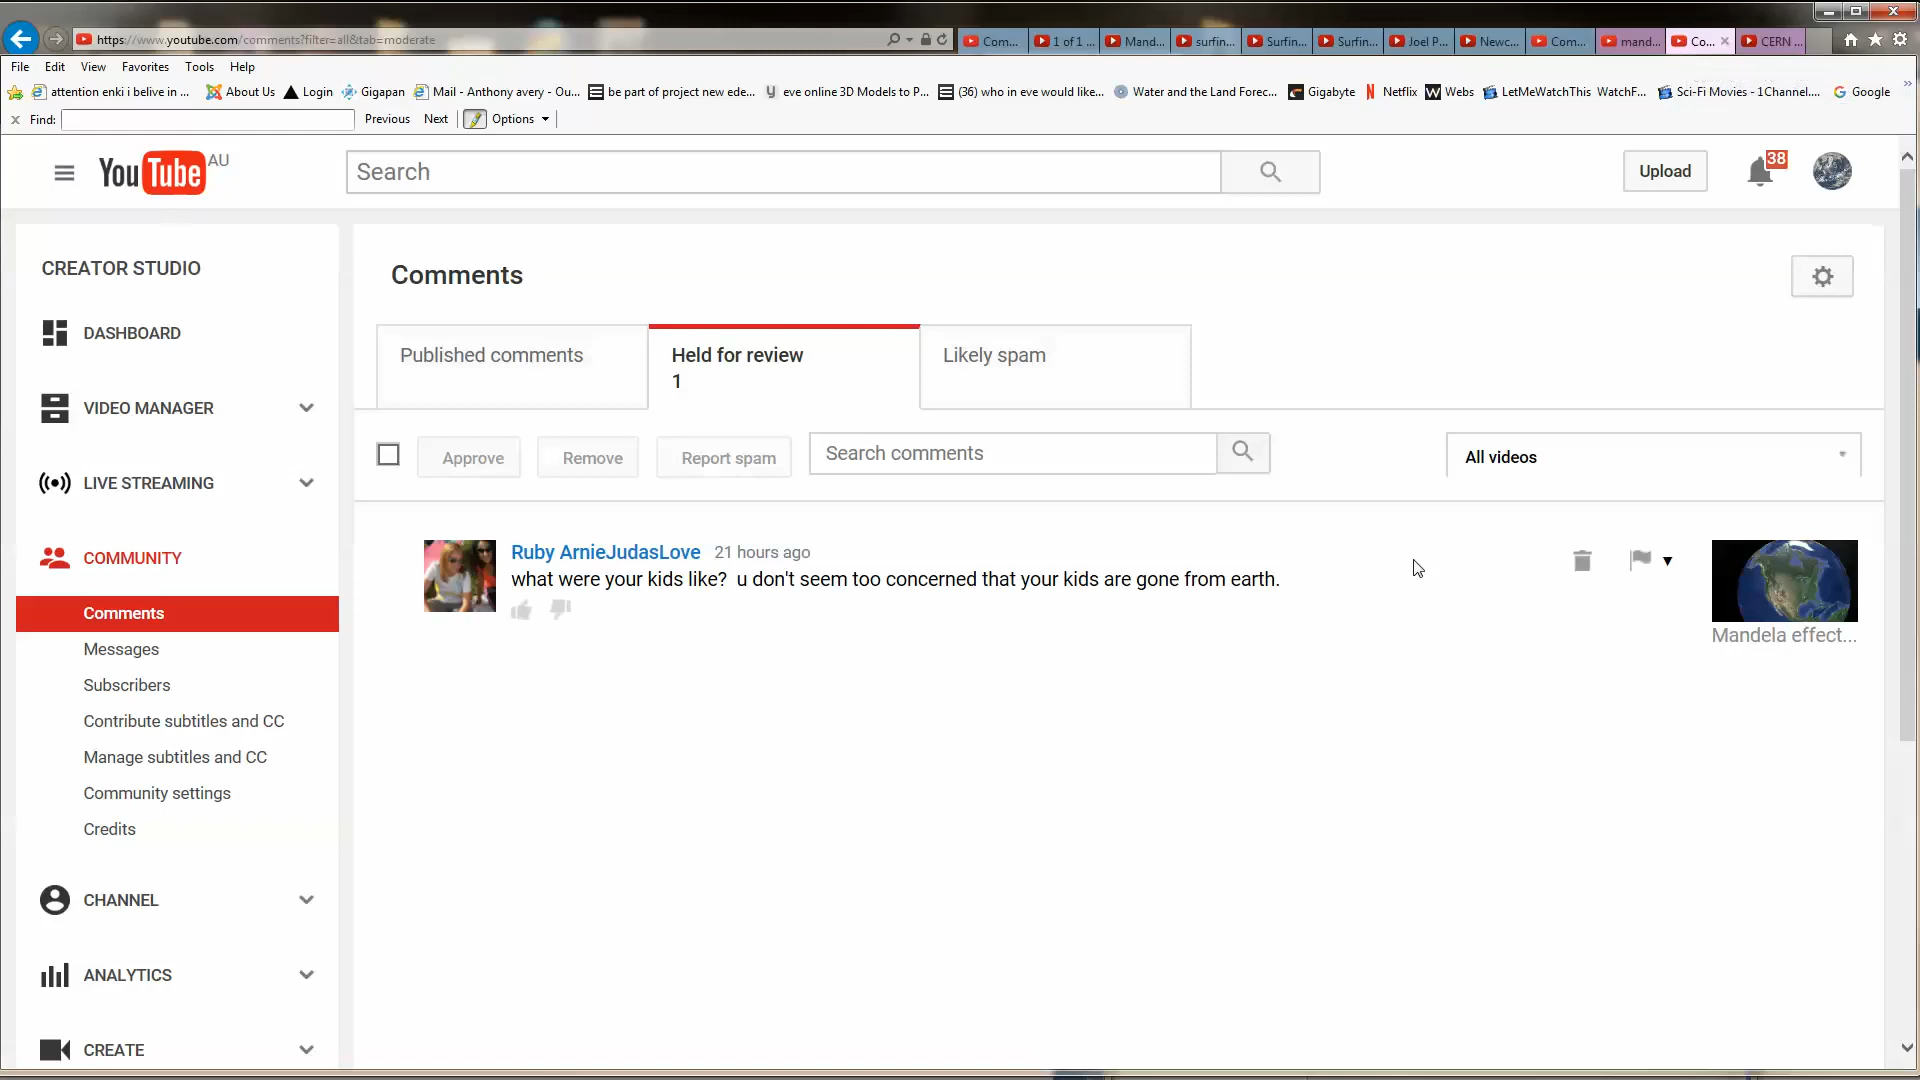 https://www.youtube.com/comments?filter=all&tab=moderate
Com... 1 of 1 ... Mand... surfin... Surfin... Surfin... Joel P... Newc... Com... mand... Co... CERN ...
File Edit View Favorites Tools Help
attention enki i belive in ... About Us Login Gigapan Mail - Anthony avery - Ou... be part of project new ede... eve online 3D Models to P... (36) who in eve would like... Water and the Land Forec... Gigabyte Netflix Webs LetMeWatchThis WatchF... Sci-Fi Movies - 1Channel.... Google
Find: Previous Next Options
YouTube AU
Search
Upload
38
CREATOR STUDIO
DASHBOARD
VIDEO MANAGER
LIVE STREAMING
COMMUNITY
Comments
Messages
Subscribers
Contribute subtitles and CC
Manage subtitles and CC
Community settings
Credits
CHANNEL
ANALYTICS
CREATE
Comments
Published comments
Held for review
1
Likely spam
Approve Remove Report spam Search comments All videos
Ruby ArnieJudasLove 21 hours ago
what were your kids like?  u don't seem too concerned that your kids are gone from earth.
Mandela effect...